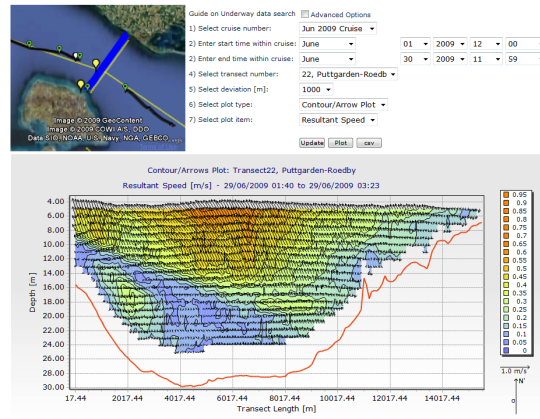 Guide on Underway data search Advanced Options
1) Select cruise number: Jun 2009 Cruise
2) Enter start time within cruise: June 01 2009 12 00
2) Enter end time within cruise: June 30 2009 11 59
4) Select transect number: 22, Puttgarden-Roedb
5) Select deviation [m]: 1000
6) Select plot type: Contour/Arrow Plot
7) Select plot item: Resultant Speed
Update Plot cav
Image © 2009 GeoContent
Image © 2009 COWI A/S, DDO
Data SIO, NOAA, U.S. Navy, NGA, GEBCO
Contour/Arrows Plot: Transect22, Puttgarden-Roedby
Resultant Speed [m/s] - 29/06/2009 01:40 to 29/06/2009 03:23
Depth [m]
4.00
6.00
8.00
10.00
12.00
14.00
16.00
18.00
20.00
22.00
24.00
26.00
28.00
30.00
17.44 2017.44 4017.44 6017.44 8017.44 10017.44 12017.44 14017.44
Transect Length [m]
0.95
0.9
0.85
0.8
0.75
0.7
0.65
0.6
0.55
0.5
0.45
0.4
0.35
0.3
0.25
0.2
0.15
0.1
0.05
0
1.0 m/s
N